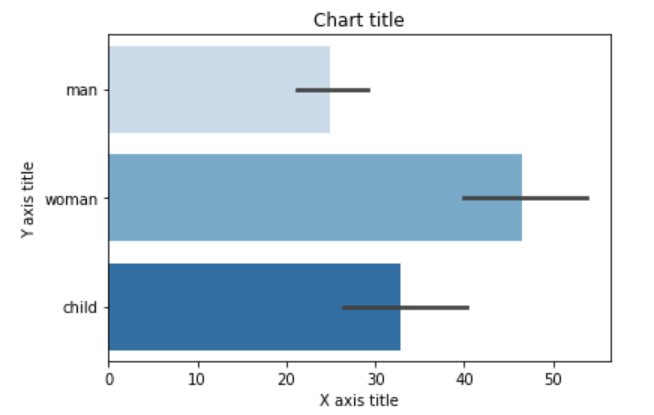 Chart title
man
woman
child
Y axis title
0 10 20 30 40 50
X axis title